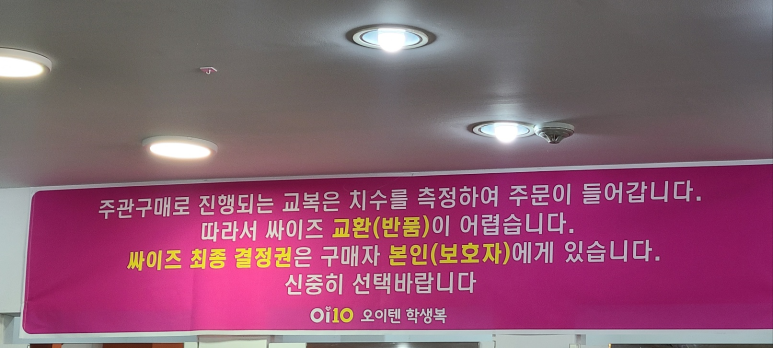 주관구매로 진행되는 교복은 치수를 측정하여 주문이 들어갑니다.
따라서 싸이즈 교환(반품)이 어렵습니다.
싸이즈 최종 결정권은 구매자 본인(보호자)에게 있습니다.
신중히 선택바랍니다
Oi10 오이텐 학생복